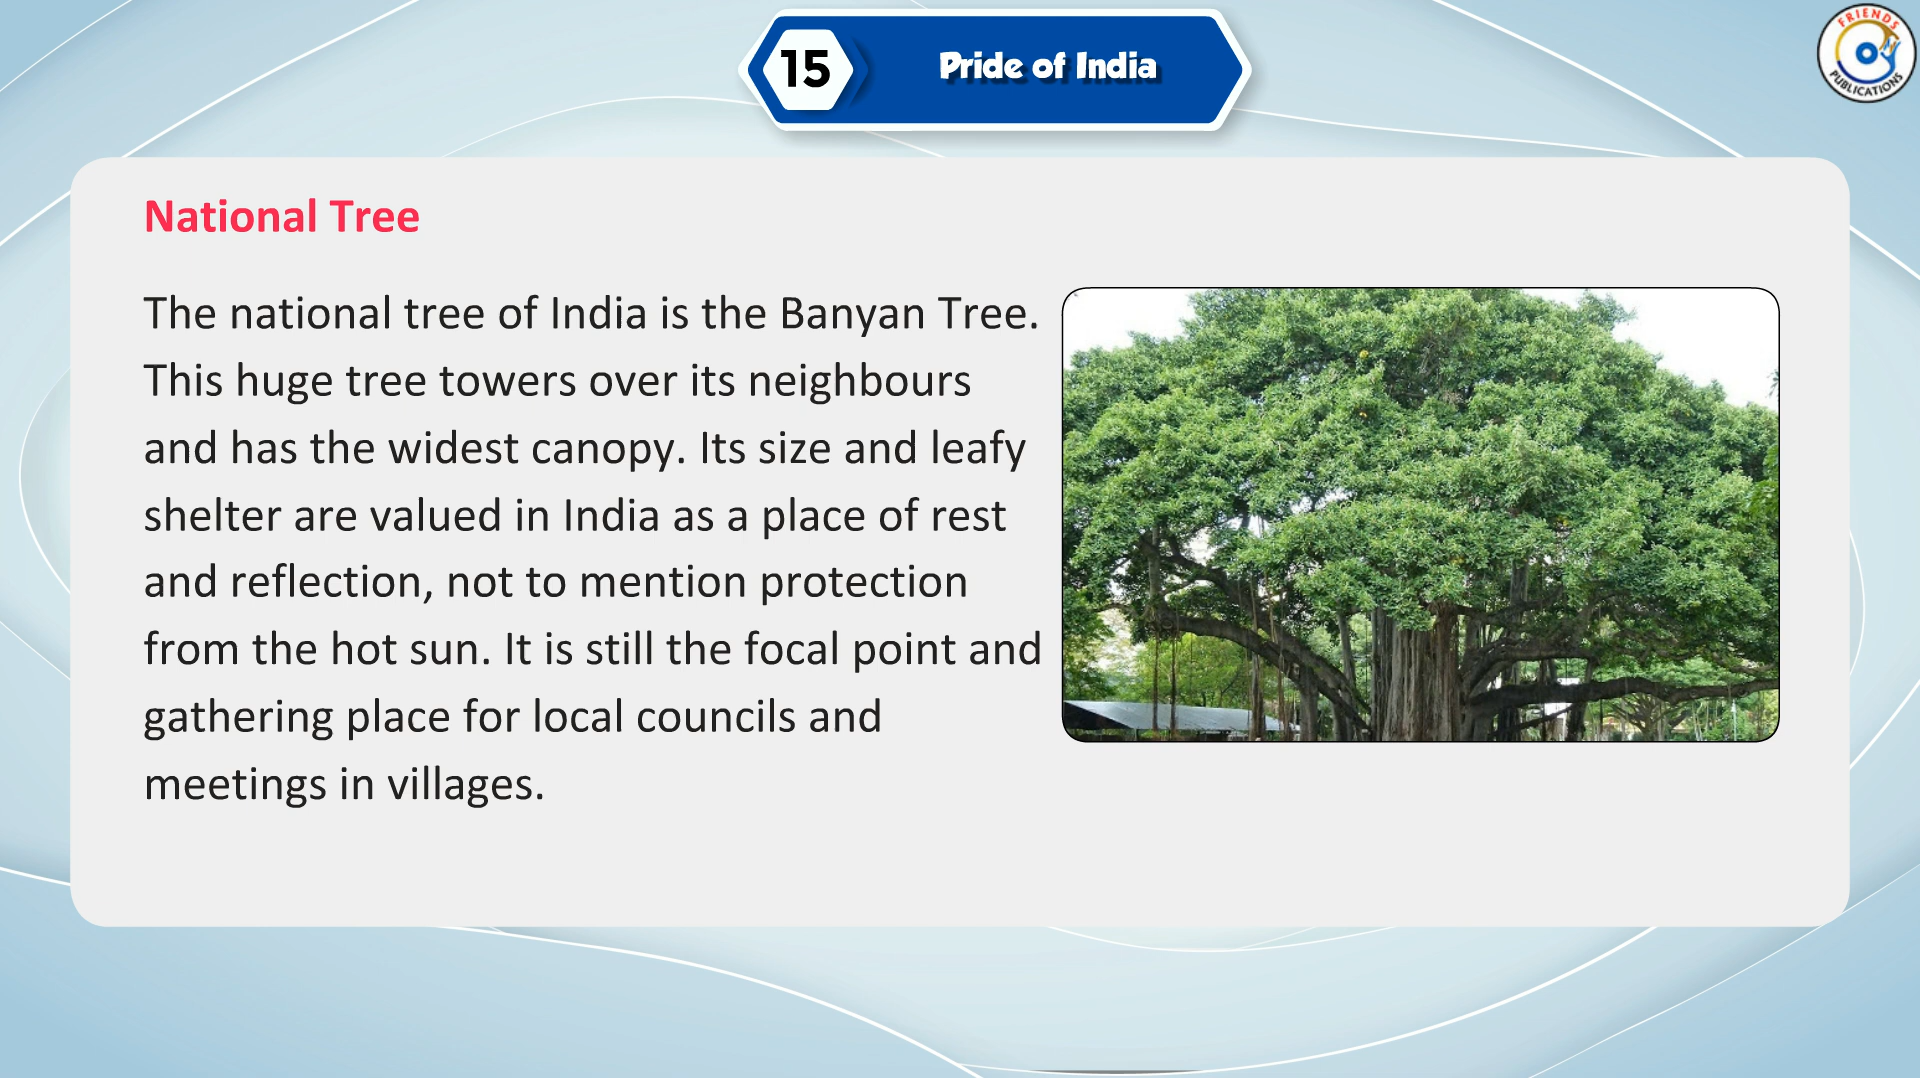 15
Pride of India
FRIENDS
PUBLICATIONS
National Tree
The national tree of India is the Banyan Tree.
This huge tree towers over its neighbours
and has the widest canopy. Its size and leafy
shelter are valued in India as a place of rest
and reflection, not to mention protection
from the hot sun. It is still the focal point and
gathering place for local councils and
meetings in villages.